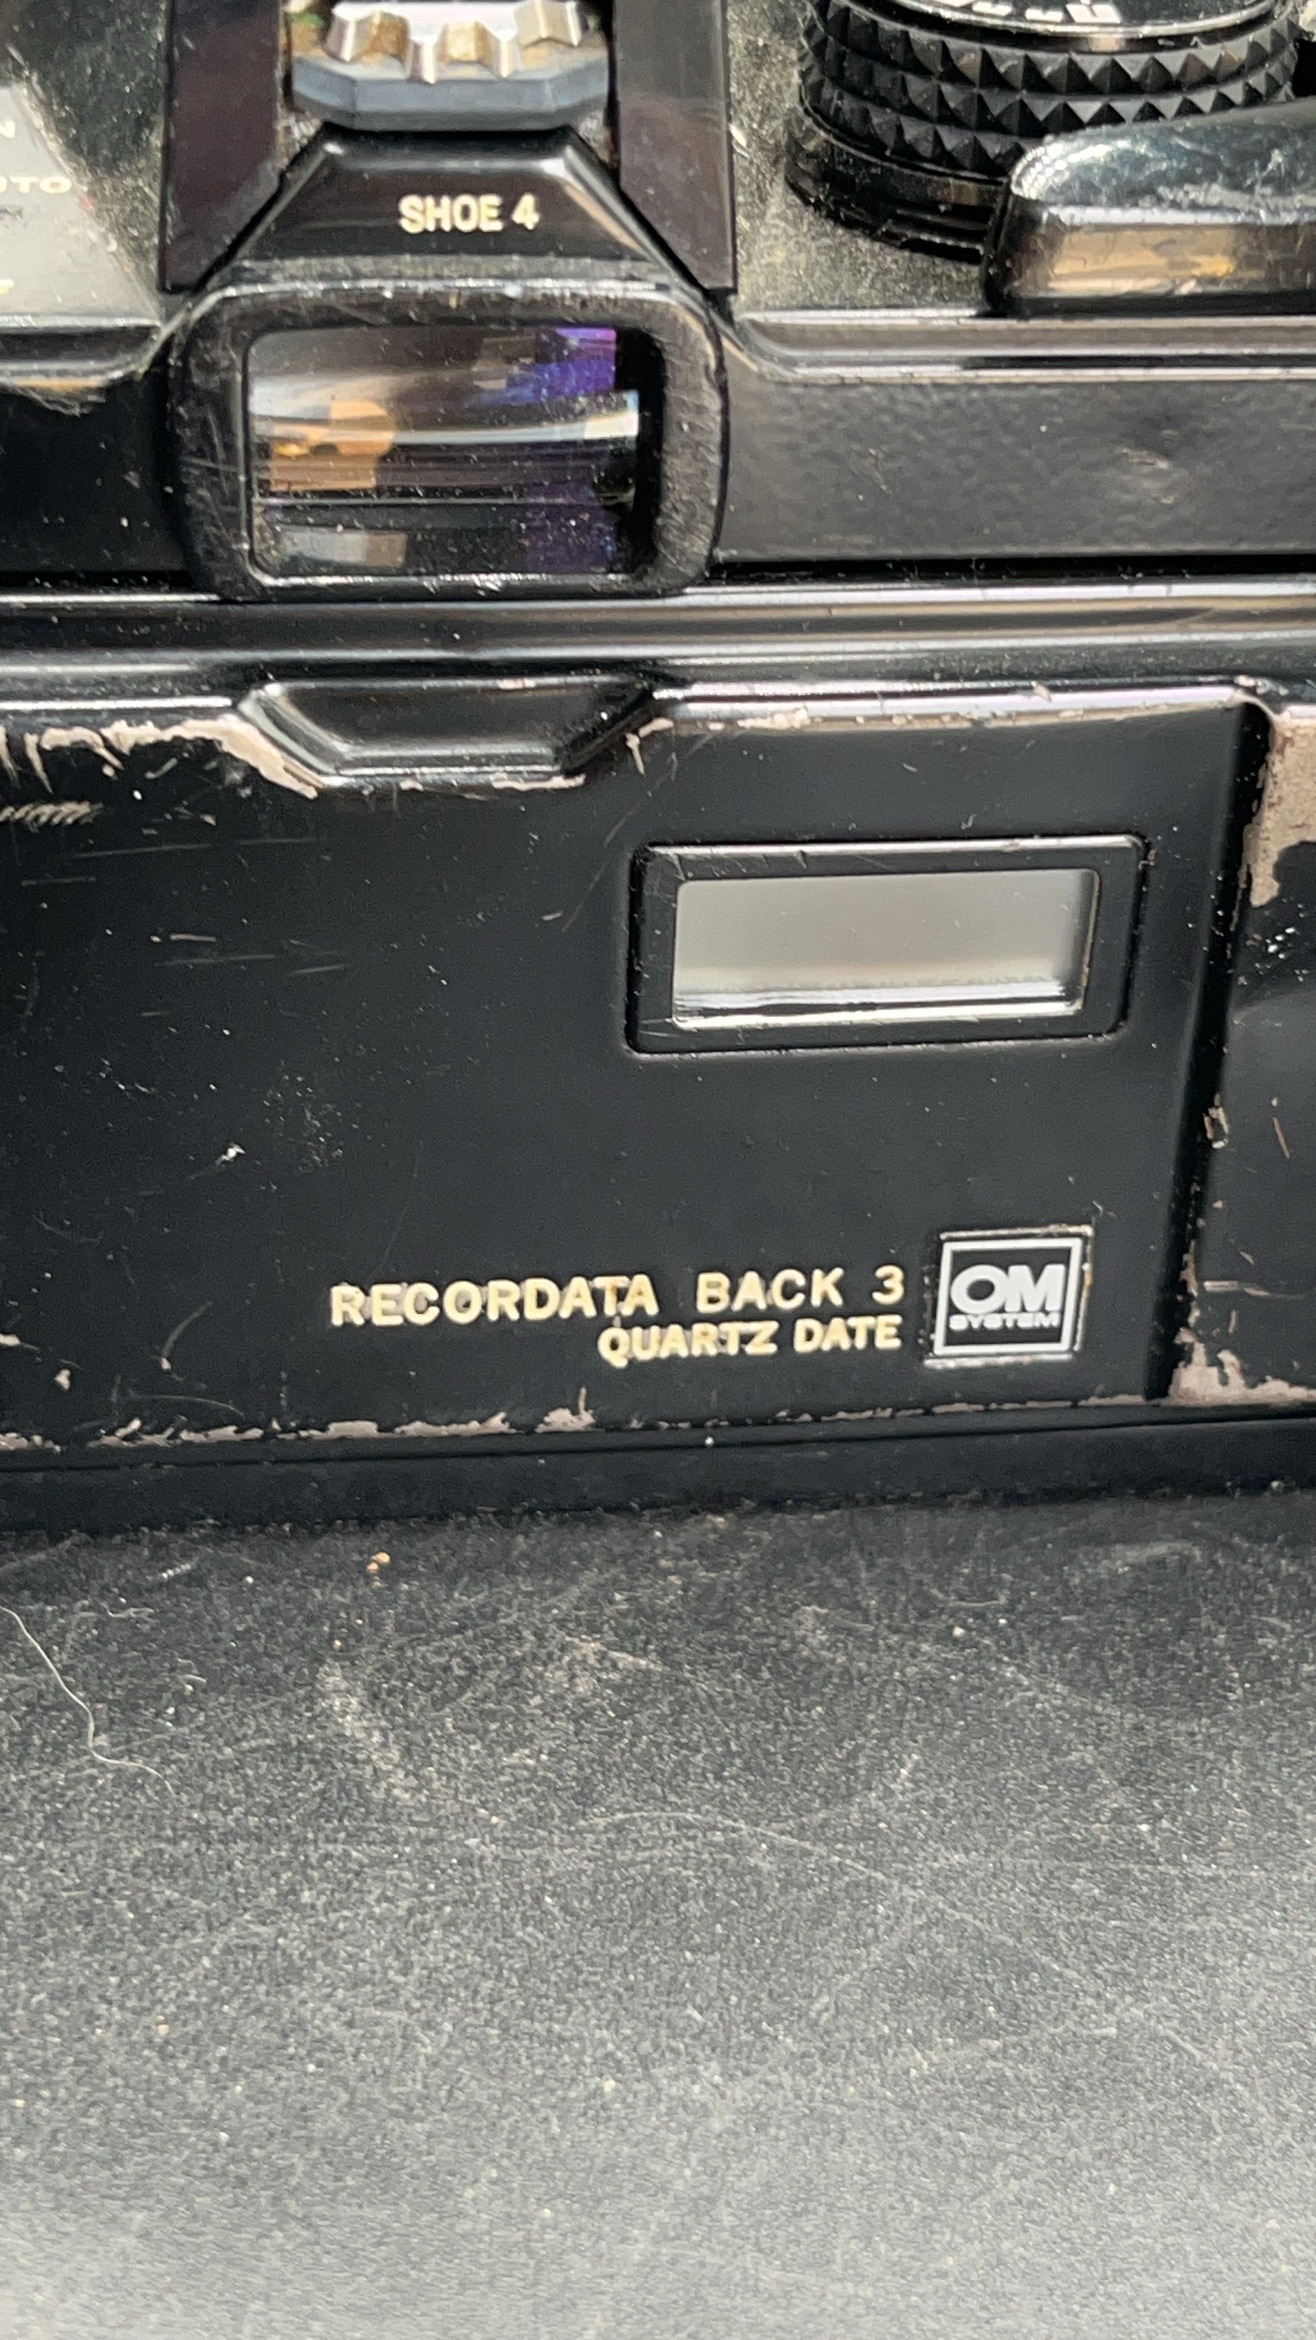 SHOE 4
RECORDATA BACK 3
QUARTZ DATE
OM
SYSTEM